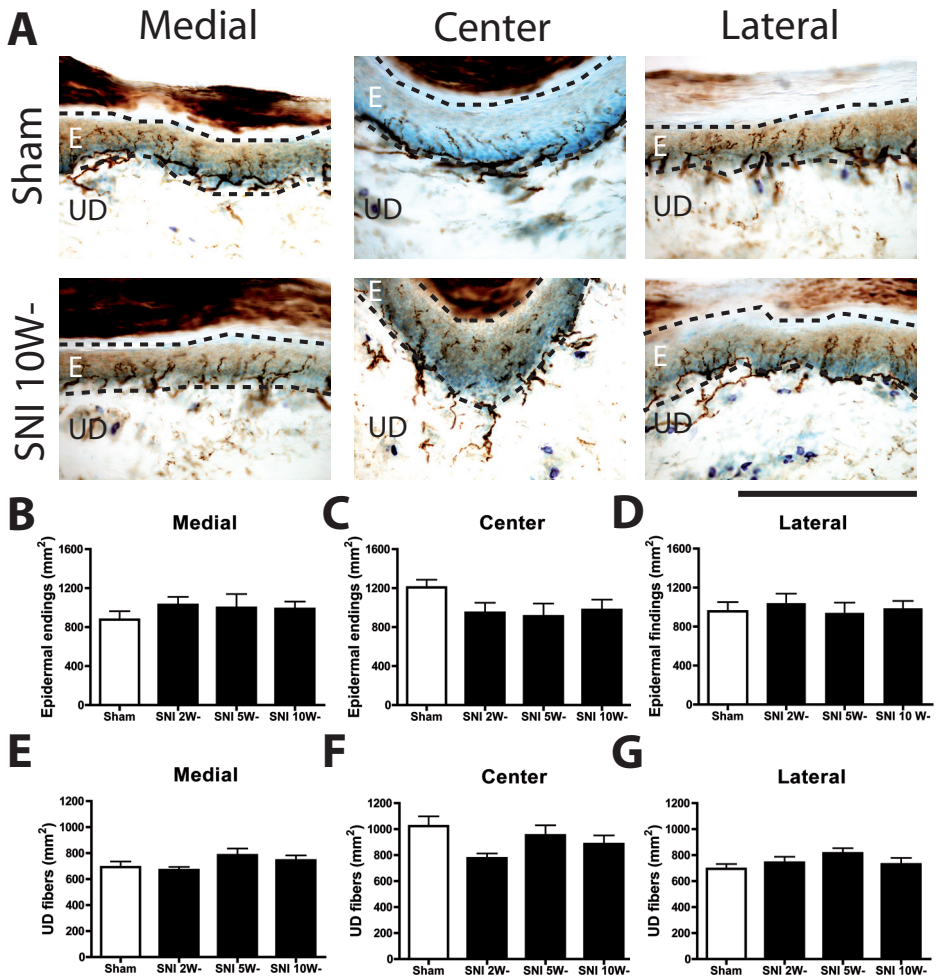 A
Medial Center Lateral
Sham
E
UD
E
UD
E
UD
SNI 10W-
E
UD
E
UD
E
UD
B
Medial
Epidermal endings (mm²)
1600
1200
800
400
0
Sham SNI 2W- SNI 5W- SNI 10W-
C
Center
Epidermal endings (mm²)
1600
1200
800
400
0
Sham SNI 2W- SNI 5W- SNI 10W-
D
Lateral
Epidermal findings (mm²)
1600
1200
800
400
0
Sham SNI 2W- SNI 5W- SNI 10 W-
E
Medial
UD fibers (mm²)
1200
1000
800
600
400
200
0
Sham SNI 2W- SNI 5W- SNI 10W-
F
Center
UD fibers (mm²)
1200
1000
800
600
400
200
0
Sham SNI 2W- SNI 5W- SNI 10W-
G
Lateral
UD fibers (mm²)
1200
1000
800
600
400
200
0
Sham SNI 2W- SNI 5W- SNI 10W-